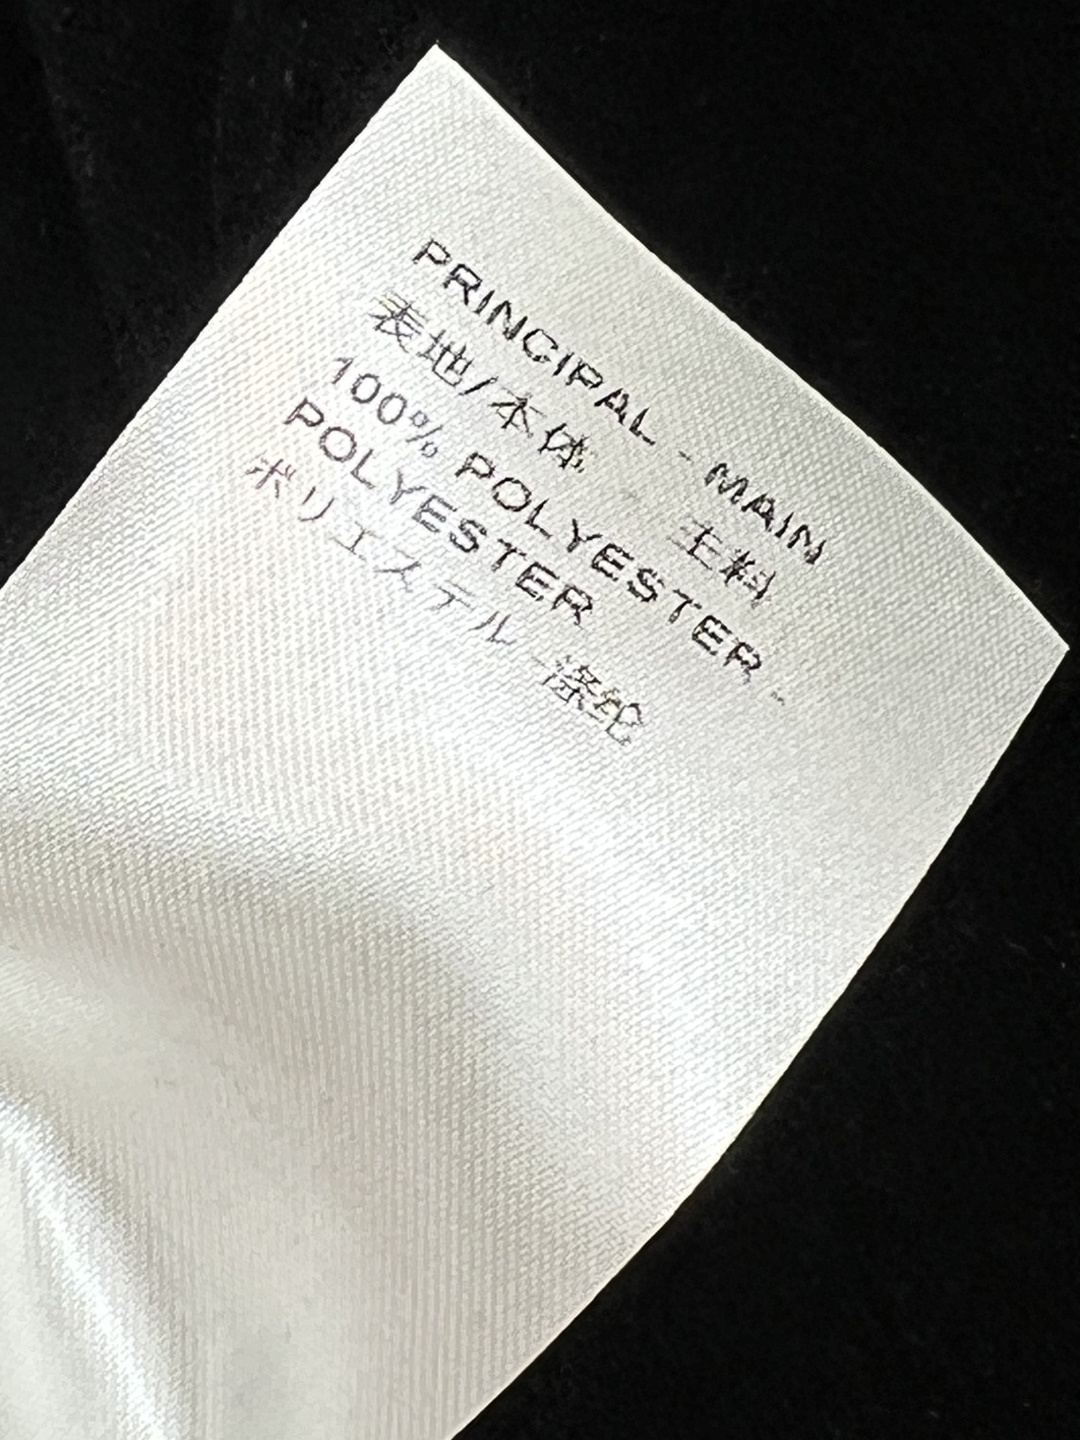 PRINCIPAL - MAIN
表地/本体 主料
100% POLYESTER -
POLYESTER
ポリエステル - 涤纶